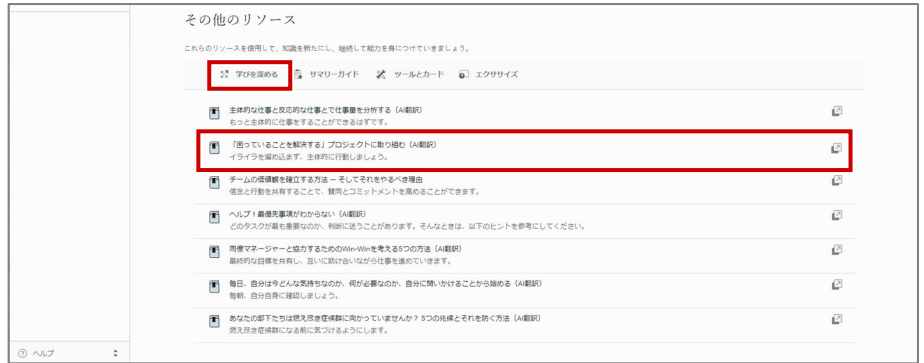 その他のリソース
これらのリソースを使用して、知識を新たにし、継続して能力を身につけていきましょう。
学びを深める サマリーガイド ツールとカード エクササイズ
主体的な仕事と反応的な仕事とで仕事量を分析する（AI翻訳）
もっと主体的に仕事をすることができるはずです。
「困っていることを解決する」プロジェクトに取り組む（AI翻訳）
イライラを溜め込まず、主体的に行動しましょう。
チームの価値観を確立する方法 – そしてそれをやるべき理由
信念と行動を共有することで、賛同とコミットメントを高めることができます。
ヘルプ！最優先事項がわからない（AI翻訳）
どのタスクが最も重要なのか、判断に迷うことがあります。そんなときは、以下のヒントを参考にしてください。
同僚マネージャーと協力するためのWin-Winを考える5つの方法（AI翻訳）
最終的な目標を共有し、互いに助け合いながら仕事を進めていきます。
毎日、自分は今どんな気持ちなのか、何が必要なのか、自分に問いかけることから始める（AI翻訳）
毎朝、自分自身に確認しましょう。
あなたの部下たちは燃え尽き症候群に向かっていませんか？ 5つの兆候とそれを防ぐ方法（AI翻訳）
燃え尽き症候群になる前に気づけるようにします。
ヘルプ